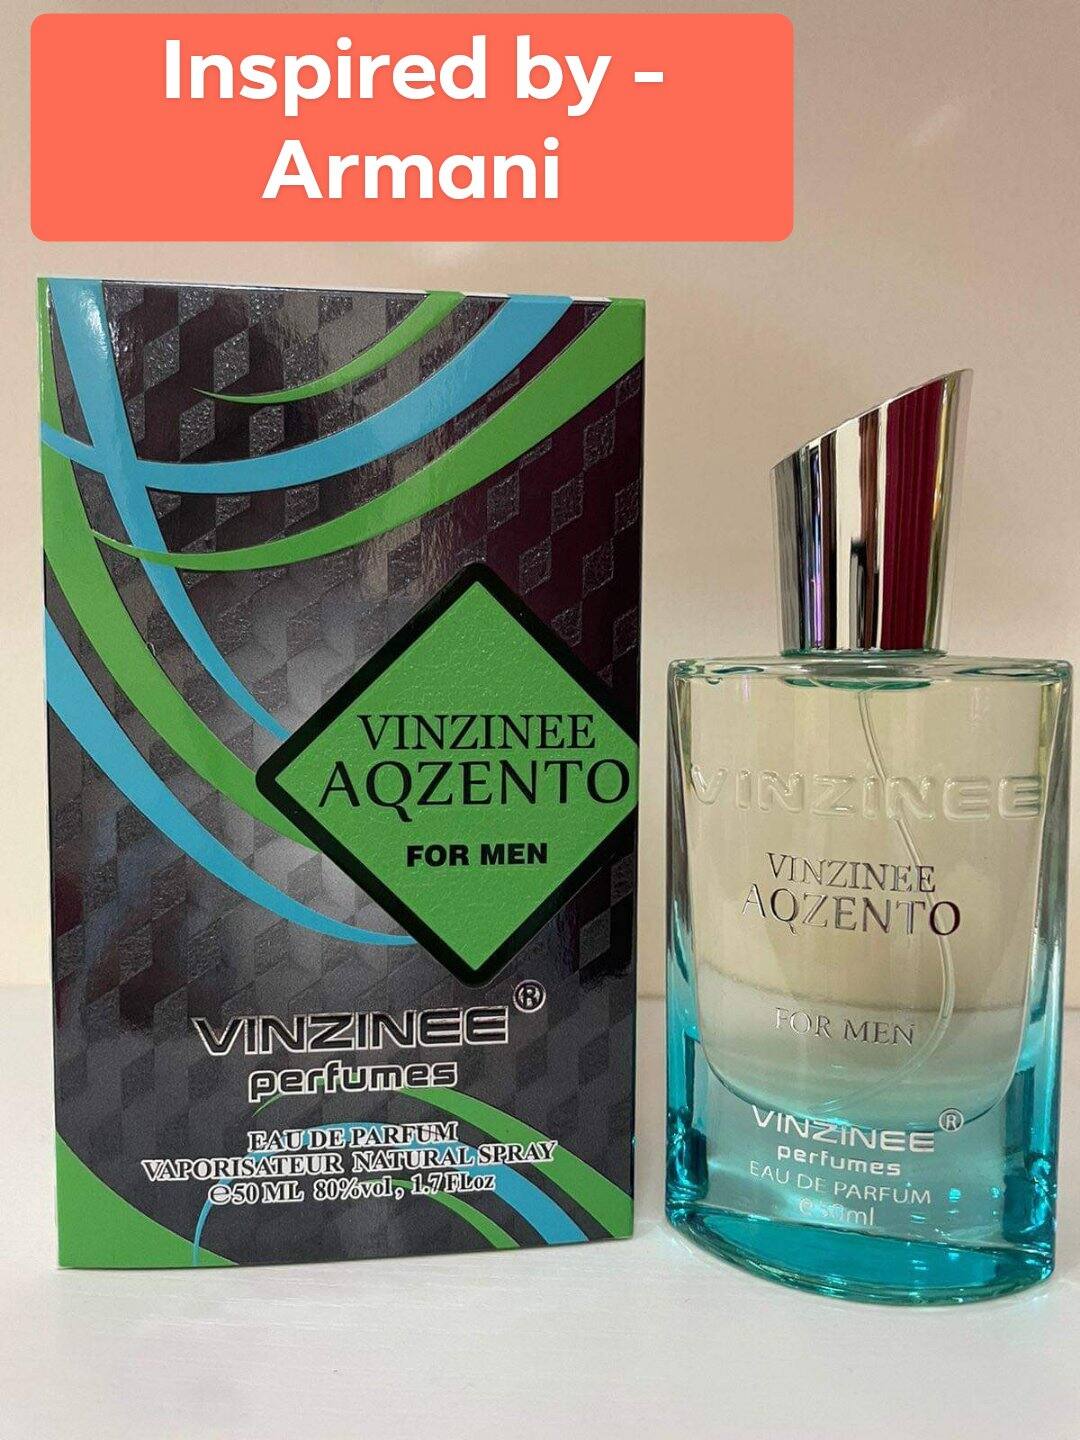 Inspired by -
Armani
VINZINEE
AQZENTO
FOR MEN
VINZINEE®
perfumes
EAU DE PARFUM
VAPORISATEUR NATURAL SPRAY
℮50 ML 80%vol, 1.7 FLoz
VINZINEE
VINZINEE
AQZENTO
FOR MEN
VINZINEE®
perfumes
EAU DE PARFUM
℮50ml